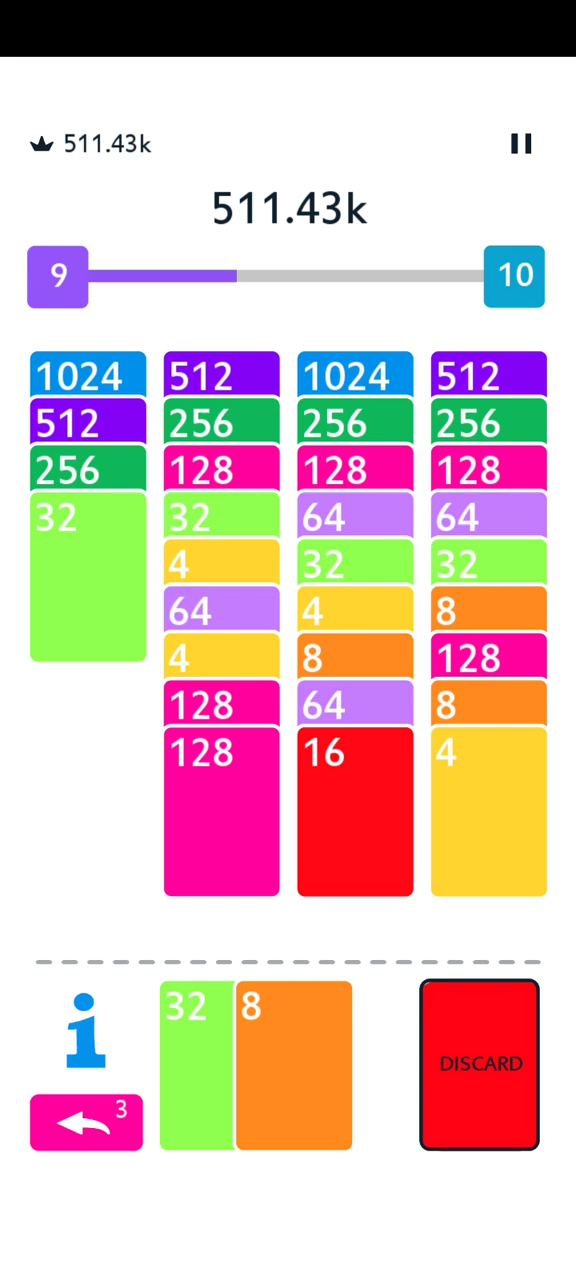 511.43k
511.43k
9 10
1024 512 1024 512
512 256 256 256
256 128 128 128
32 32 64 64
4 32 32
64 4 8
4 8 128
128 64 8
128 16 4
32 8
DISCARD
3